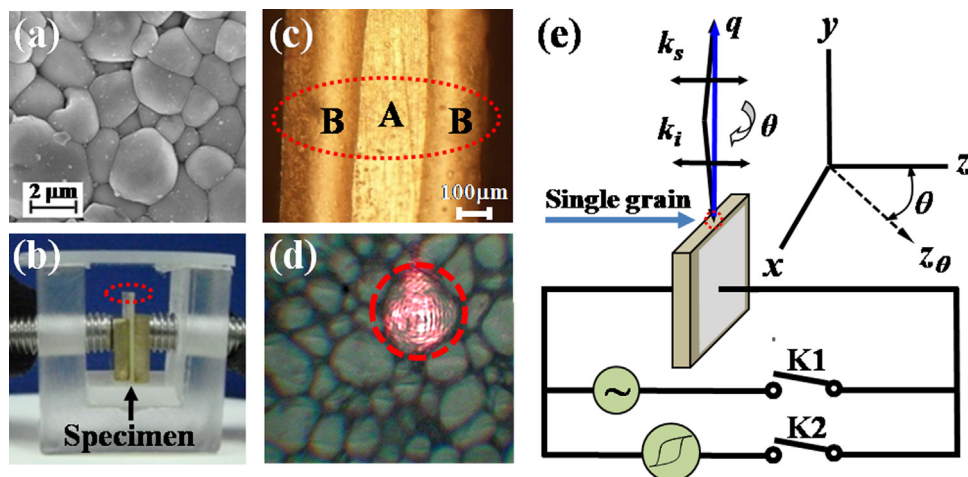 (a)
2 μm
(b)
Specimen
(c)
B A B
100μm
(d)
(e)
q
k_s
θ
k_i
Single grain
y
z
θ
z_θ
x
K1
~
K2